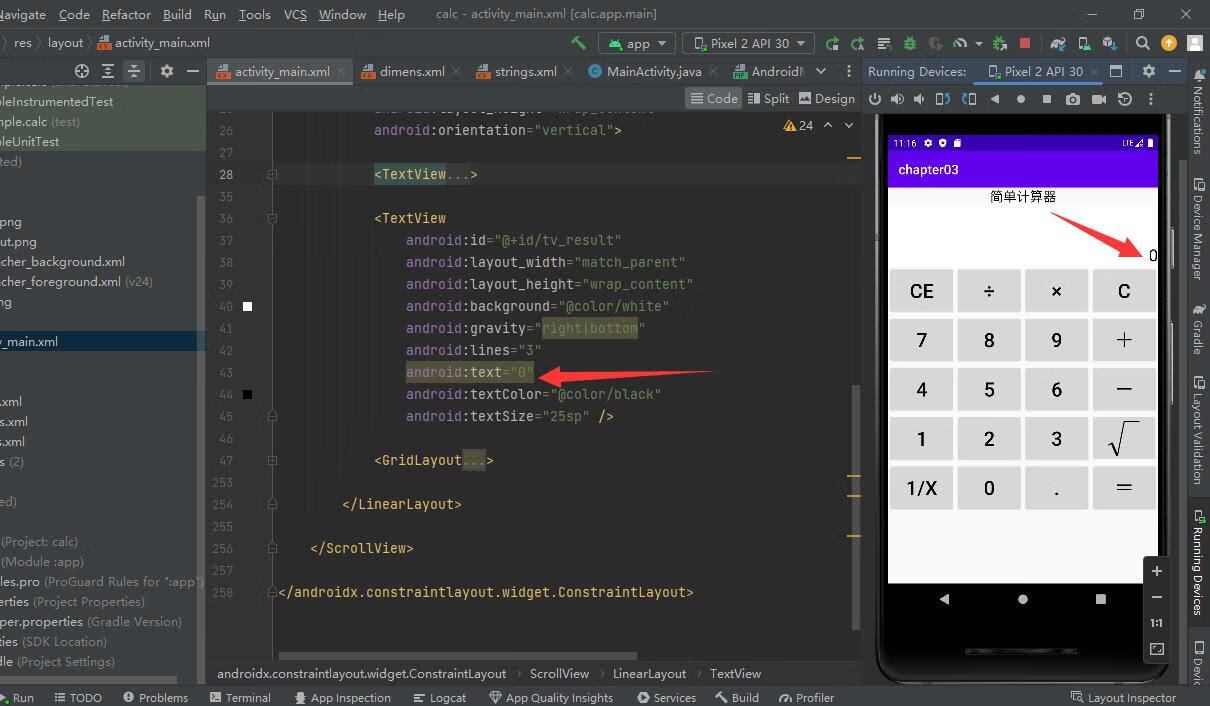 Navigate Code Refactor Build Run Tools VCS Window Help calc - activity_main.xml [calc.app.main]
res layout activity_main.xml app Pixel 2 API 30
activity_main.xml dimens.xml strings.xml MainActivity.java Android Running Devices: Pixel 2 API 30
Code Split Design
bleInstrumentedTest
mple.calc (test)
bleUnitTest
ted)
png
ut.png
ncher_background.xml
ncher_foreground.xml (v24)
ng
y_main.xml
.xml
s.xml
s.xml
s (2)
ed)
(Project: calc)
(Module :app)
les.pro (ProGuard Rules for ":app")
erties (Project Properties)
per.properties (Gradle Version)
ties (SDK Location)
dle (Project Settings)
24
26 android:orientation="vertical">
27
28 <TextView...>
35
36 <TextView
37 android:id="@+id/tv_result"
38 android:layout_width="match_parent"
39 android:layout_height="wrap_content"
40 android:background="@color/white"
41 android:gravity="right|bottom"
42 android:lines="3"
43 android:text="0"
44 android:textColor="@color/black"
45 android:textSize="25sp" />
46
47 <GridLayout...>
253
254 </LinearLayout>
255
256 </ScrollView>
257
258 </androidx.constraintlayout.widget.ConstraintLayout>
androidx.constraintlayout.widget.ConstraintLayout ScrollView LinearLayout TextView
11:16 LTE
chapter03
简单计算器
0
CE ÷ × C
7 8 9 +
4 5 6 −
1 2 3 √
1/X 0 . =
+
−
1:1
Notifications
Device Manager
Gradle
Layout Validation
Running Devices
Run TODO Problems Terminal App Inspection Logcat App Quality Insights Services Build Profiler Layout Inspector